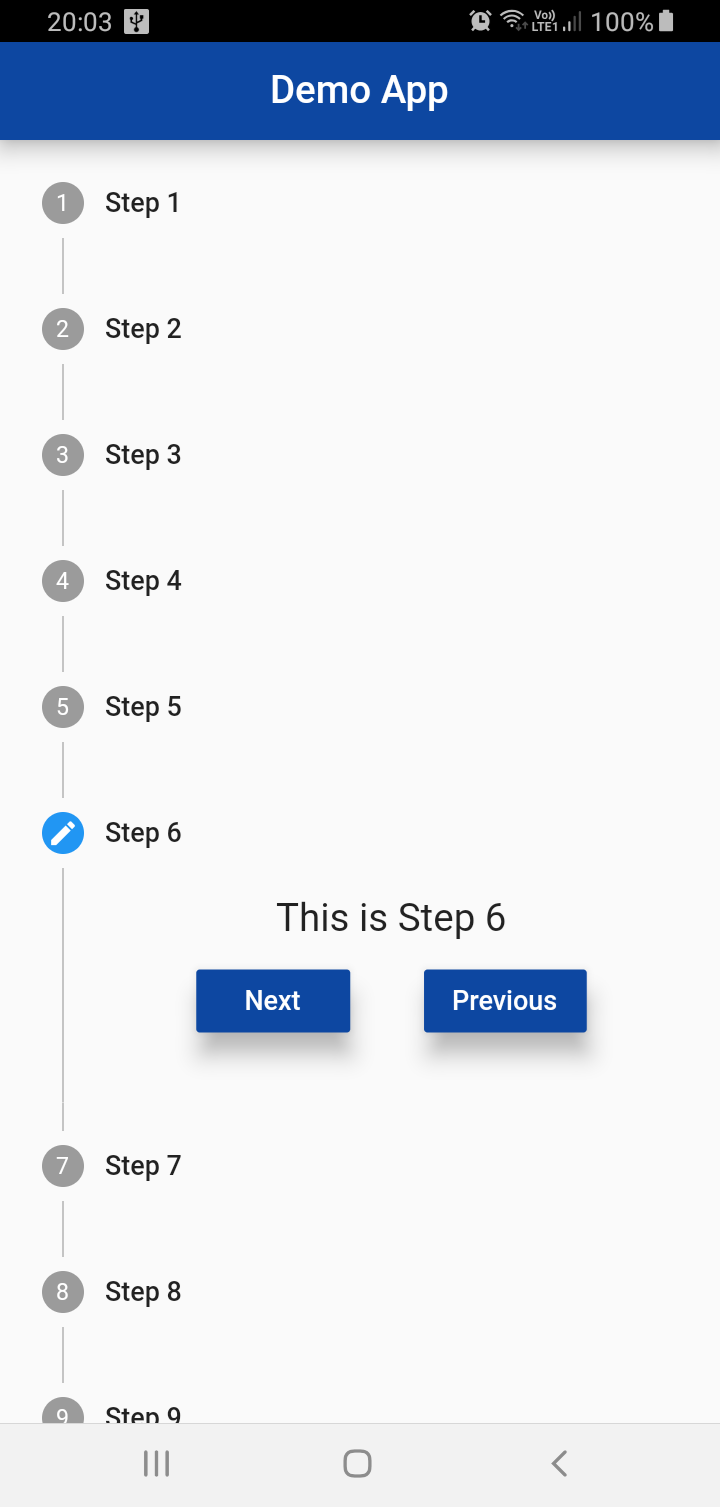 20:03 Vo)) LTE1 100%
Demo App
1 Step 1
2 Step 2
3 Step 3
4 Step 4
5 Step 5
Step 6
This is Step 6
Next Previous
7 Step 7
8 Step 8
9 Step 9